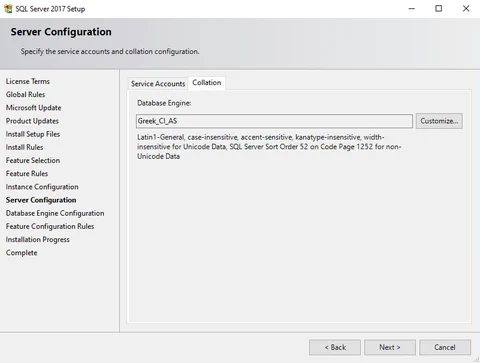 SQL Server 2017 Setup
Server Configuration
Specify the service accounts and collation configuration.
License Terms
Global Rules
Microsoft Update
Product Updates
Install Setup Files
Install Rules
Feature Selection
Feature Rules
Instance Configuration
Server Configuration
Database Engine Configuration
Feature Configuration Rules
Installation Progress
Complete
Service Accounts Collation
Database Engine:
Greek_CI_AS Customize...
Latin1-General, case-insensitive, accent-sensitive, kanatype-insensitive, width-
insensitive for Unicode Data, SQL Server Sort Order 52 on Code Page 1252 for non-
Unicode Data
< Back Next > Cancel